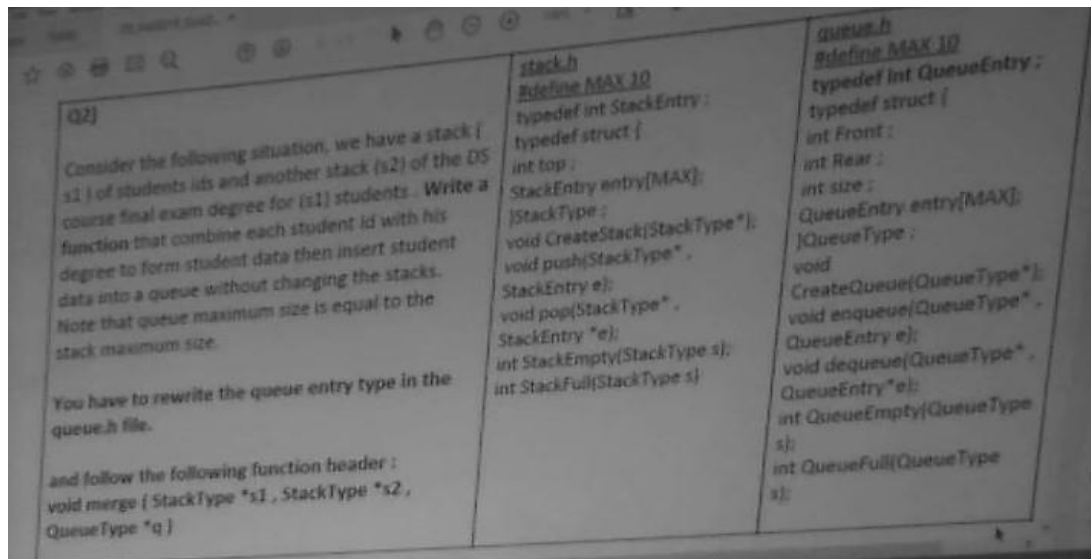 Q2)
Consider the following situation, we have a stack (
s1 ) of students ids and another stack (s2) of the DS
course final exam degree for (s1) students . Write a
function that combine each student id with his
degree to form student data then insert student
data into a queue without changing the stacks.
Note that queue maximum size is equal to the
stack maximum size.
You have to rewrite the queue entry type in the
queue.h file.
and follow the following function header :
void merge ( StackType *s1 , StackType *s2 ,
QueueType *q )
stack.h
#define MAX 10
typedef int StackEntry ;
typedef struct {
int top ;
StackEntry entry[MAX];
}StackType ;
void CreateStack(StackType*);
void push(StackType* ,
StackEntry e);
void pop(StackType* ,
StackEntry *e);
int StackEmpty(StackType s);
int StackFull(StackType s)
queue.h
#define MAX 10
typedef int QueueEntry ;
typedef struct {
int Front ;
int Rear ;
int size ;
QueueEntry entry[MAX];
}QueueType ;
void
CreateQueue(QueueType*);
void enqueue(QueueType* ,
QueueEntry e);
void dequeue(QueueType* ,
QueueEntry*e);
int QueueEmpty(QueueType
s);
int QueueFull(QueueType
s);